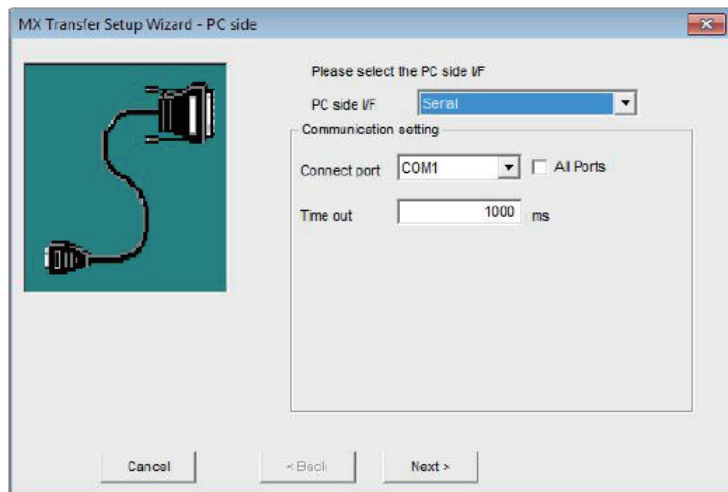 MX Transfer Setup Wizard - PC side
Please select the PC side I/F
PC side I/F Serial
Communication setting
Connect port COM1 All Ports
Time out 1000 ms
Cancel < Back Next >